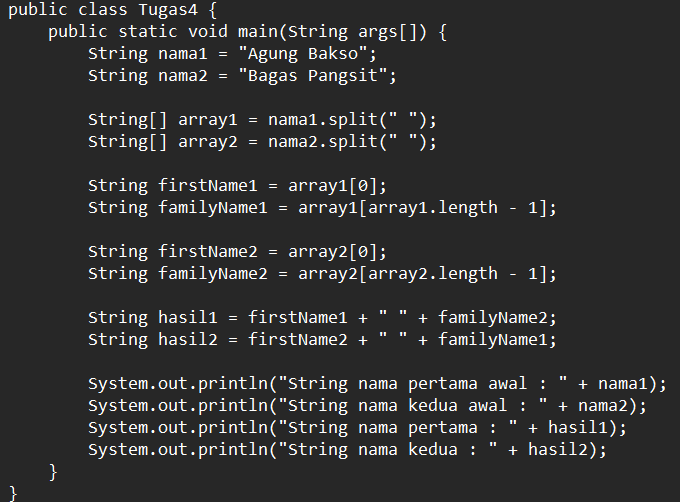 public class Tugas4 {
    public static void main(String args[]) {
        String nama1 = "Agung Bakso";
        String nama2 = "Bagas Pangsit";

        String[] array1 = nama1.split(" ");
        String[] array2 = nama2.split(" ");

        String firstName1 = array1[0];
        String familyName1 = array1[array1.length - 1];

        String firstName2 = array2[0];
        String familyName2 = array2[array2.length - 1];

        String hasil1 = firstName1 + " " + familyName2;
        String hasil2 = firstName2 + " " + familyName1;

        System.out.println("String nama pertama awal : " + nama1);
        System.out.println("String nama kedua awal : " + nama2);
        System.out.println("String nama pertama : " + hasil1);
        System.out.println("String nama kedua : " + hasil2);
    }
}